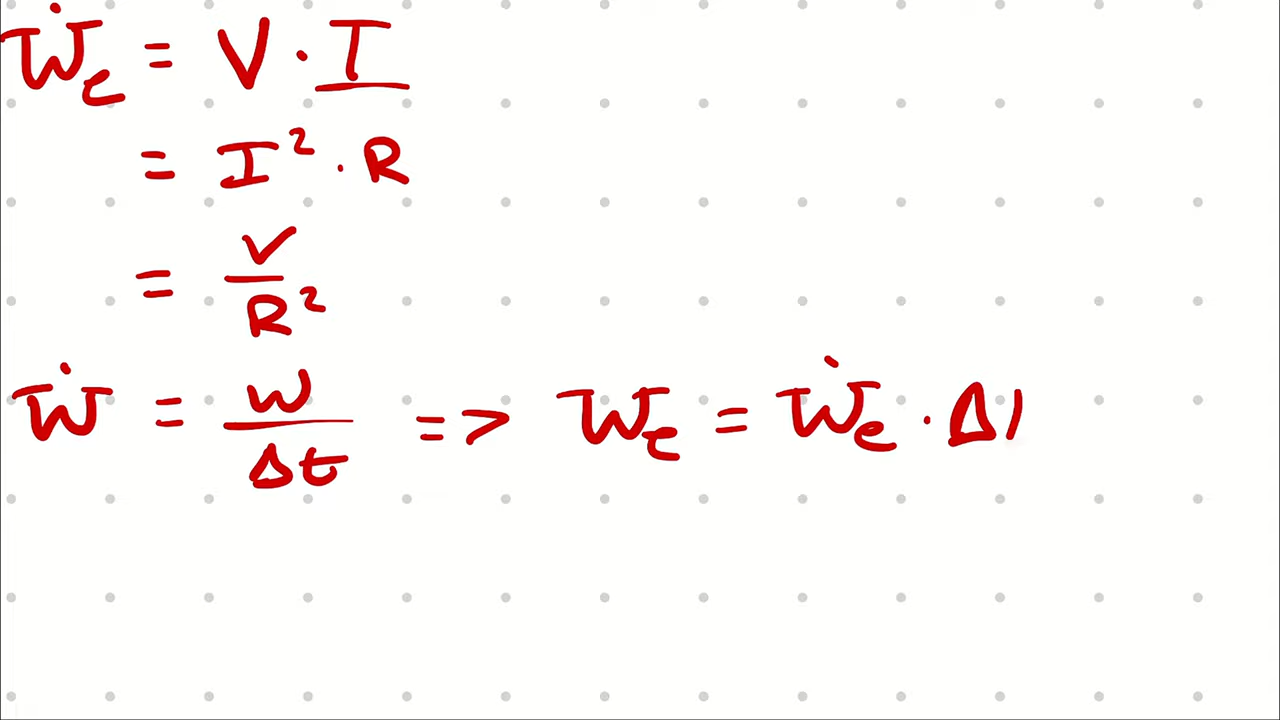 Ẇe = V · I
= I² · R
= V / R²
Ẇ = W / Δt => We = Ẇe · Δ